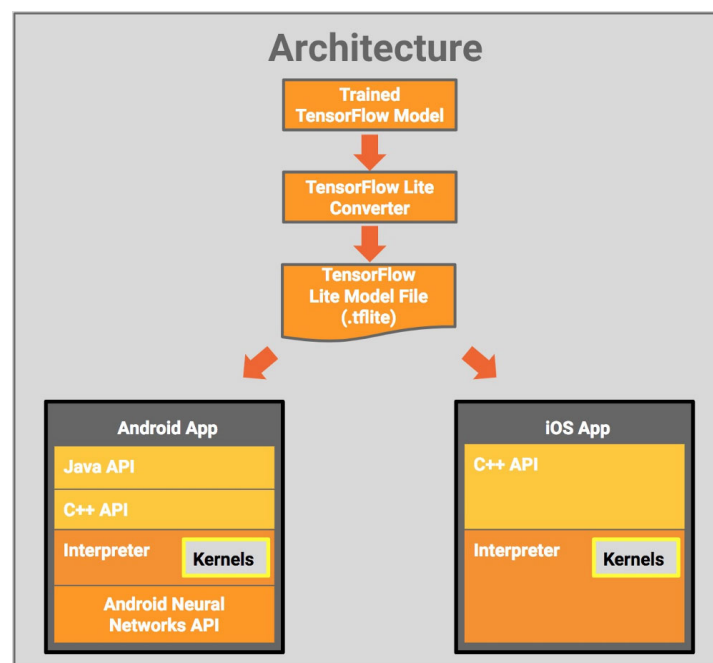 Architecture
Trained
TensorFlow Model
TensorFlow Lite
Converter
TensorFlow
Lite Model File
(.tflite)
Android App
Java API
C++ API
Interpreter
Kernels
Android Neural
Networks API
iOS App
C++ API
Interpreter
Kernels